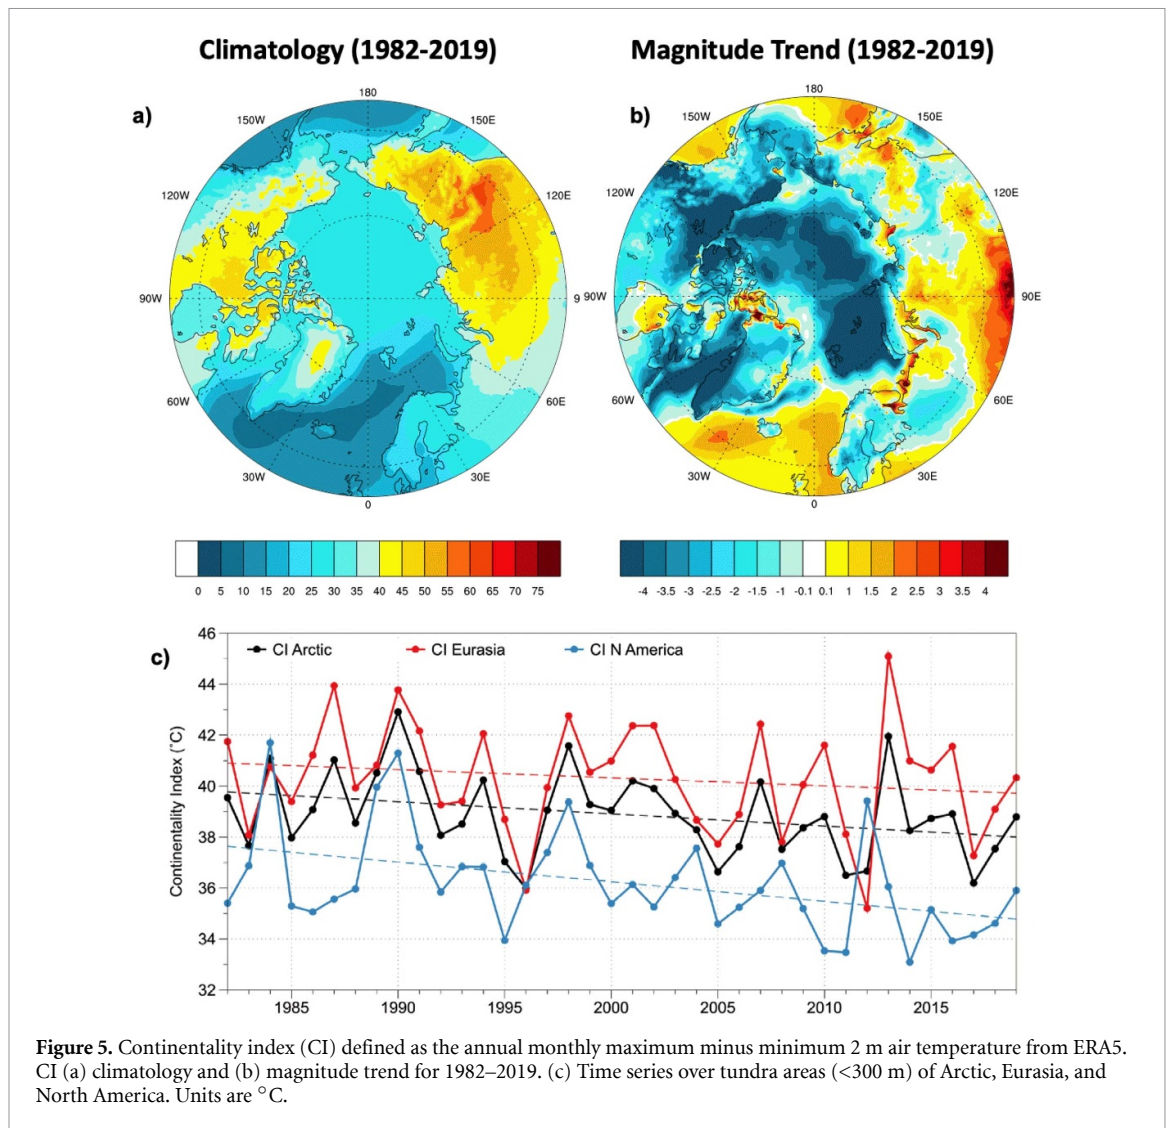 Climatology (1982-2019)
Magnitude Trend (1982-2019)
a)
180
150W
150E
120W
120E
90W
9
60W
60E
30W
30E
0
b)
180
150W
150E
120W
120E
90W
90E
60W
60E
30W
30E
0
0 5 10 15 20 25 30 35 40 45 50 55 60 65 70 75
-4 -3.5 -3 -2.5 -2 -1.5 -1 -0.1 0.1 1 1.5 2 2.5 3 3.5 4
c)
CI Arctic
CI Eurasia
CI N America
Continentality Index (°C)
46
44
42
40
38
36
34
32
1985 1990 1995 2000 2005 2010 2015
Figure 5. Continentality index (CI) defined as the annual monthly maximum minus minimum 2 m air temperature from ERA5.
CI (a) climatology and (b) magnitude trend for 1982–2019. (c) Time series over tundra areas (<300 m) of Arctic, Eurasia, and
North America. Units are °C.